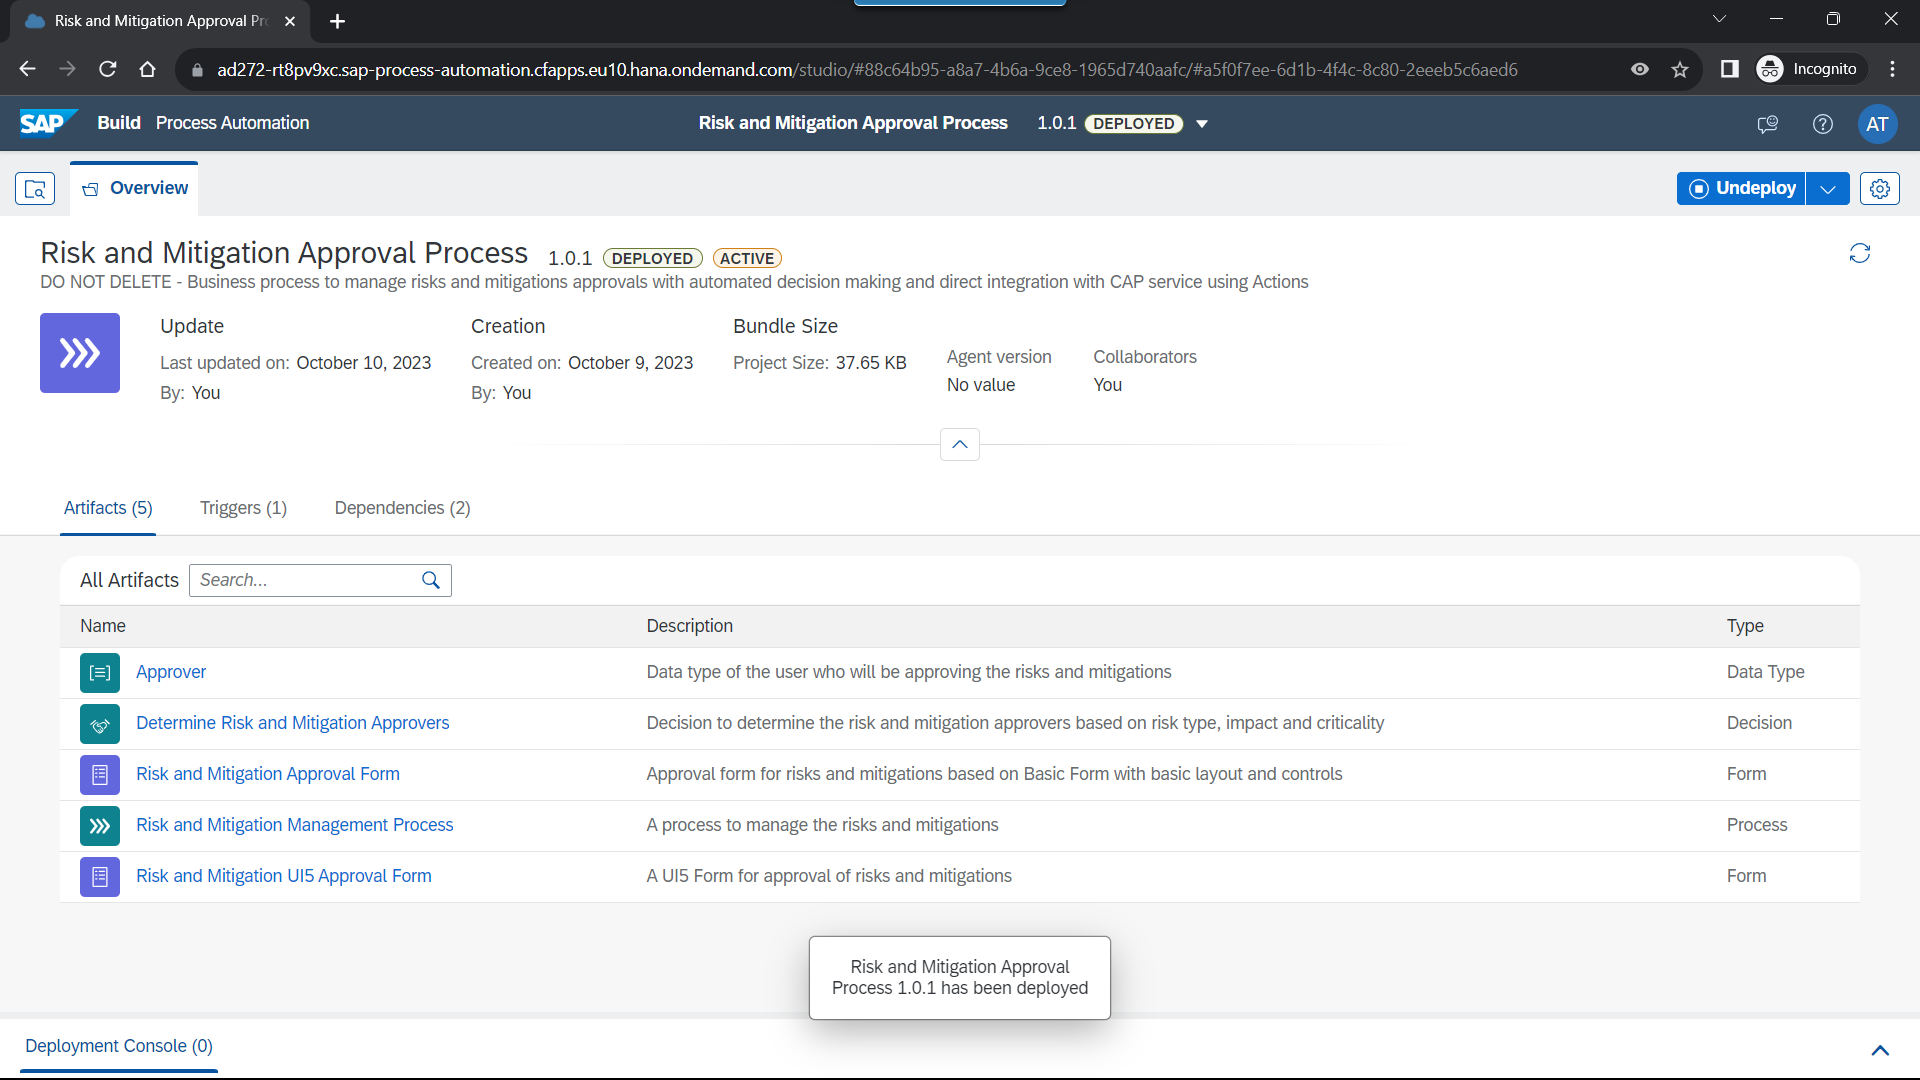 Risk and Mitigation Approval Pr
ad272-rt8pv9xc.sap-process-automation.cfapps.eu10.hana.ondemand.com/studio/#88c64b95-a8a7-4b6a-9ce8-1965d740aafc/#a5f0f7ee-6d1b-4f4c-8c80-2eeeb5c6aed6
Incognito
SAP Build Process Automation
Risk and Mitigation Approval Process 1.0.1 DEPLOYED
AT
Overview
Undeploy
Risk and Mitigation Approval Process 1.0.1 DEPLOYED ACTIVE
DO NOT DELETE - Business process to manage risks and mitigations approvals with automated decision making and direct integration with CAP service using Actions
Update
Last updated on: October 10, 2023
By: You
Creation
Created on: October 9, 2023
By: You
Bundle Size
Project Size: 37.65 KB
Agent version
No value
Collaborators
You
Artifacts (5) Triggers (1) Dependencies (2)
All Artifacts Search...
Name Description Type
Approver Data type of the user who will be approving the risks and mitigations Data Type
Determine Risk and Mitigation Approvers Decision to determine the risk and mitigation approvers based on risk type, impact and criticality Decision
Risk and Mitigation Approval Form Approval form for risks and mitigations based on Basic Form with basic layout and controls Form
Risk and Mitigation Management Process A process to manage the risks and mitigations Process
Risk and Mitigation UI5 Approval Form A UI5 Form for approval of risks and mitigations Form
Risk and Mitigation Approval
Process 1.0.1 has been deployed
Deployment Console (0)